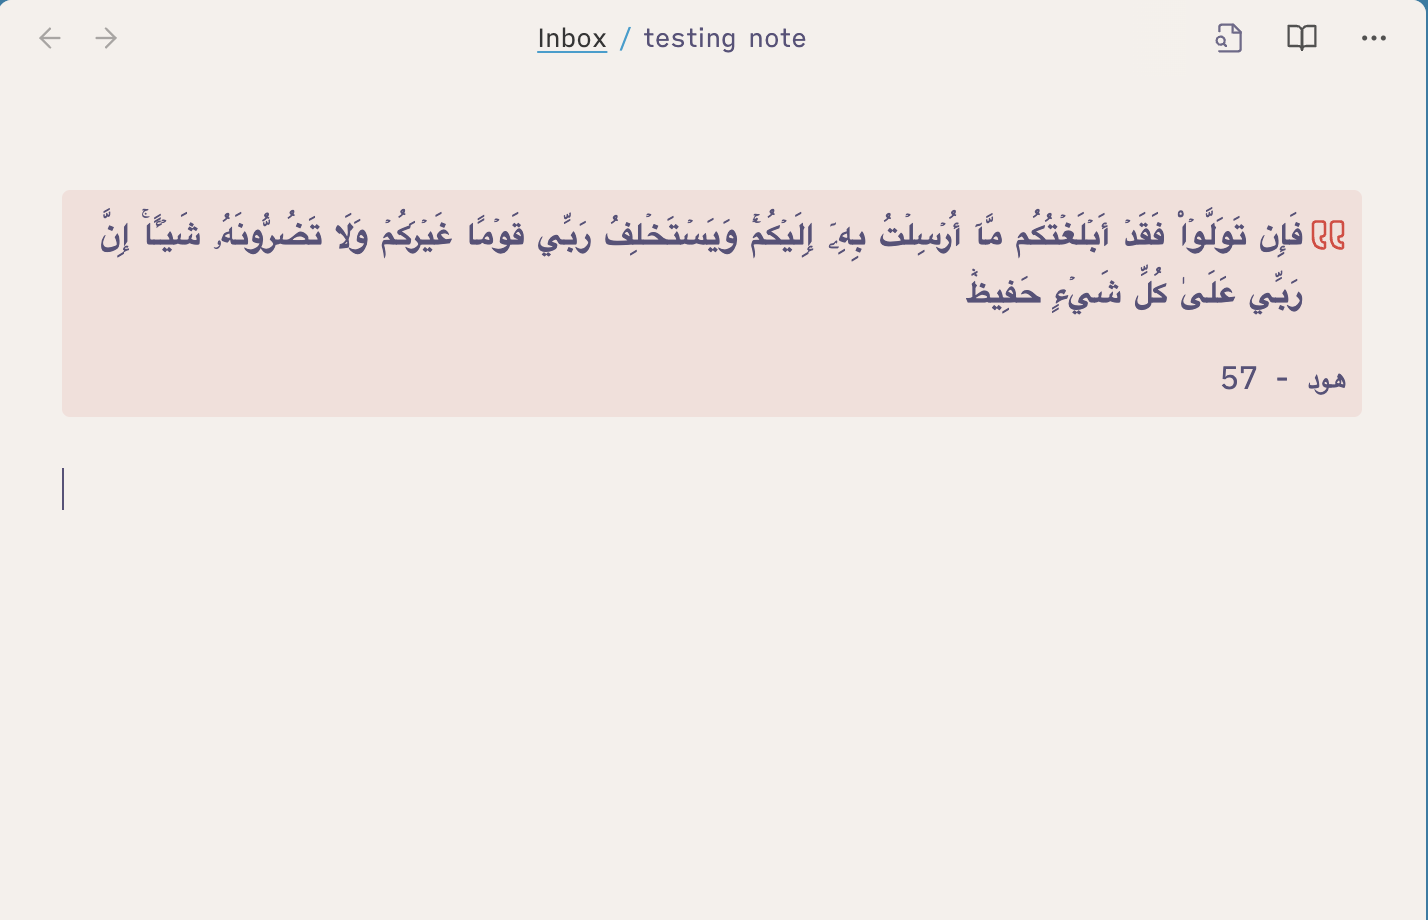 Inbox / testing note
فَإِن تَوَلَّوۡاْ فَقَدۡ أَبۡلَغۡتُكُم مَّآ أُرۡسِلۡتُ بِهِۦٓ إِلَيۡكُمۡۚ وَيَسۡتَخۡلِفُ رَبِّي قَوۡمًا غَيۡرَكُمۡ وَلَا تَضُرُّونَهُۥ شَيۡـًٔاۚ إِنَّ
رَبِّي عَلَىٰ كُلِّ شَيۡءٍ حَفِيظٞ
هود - 57